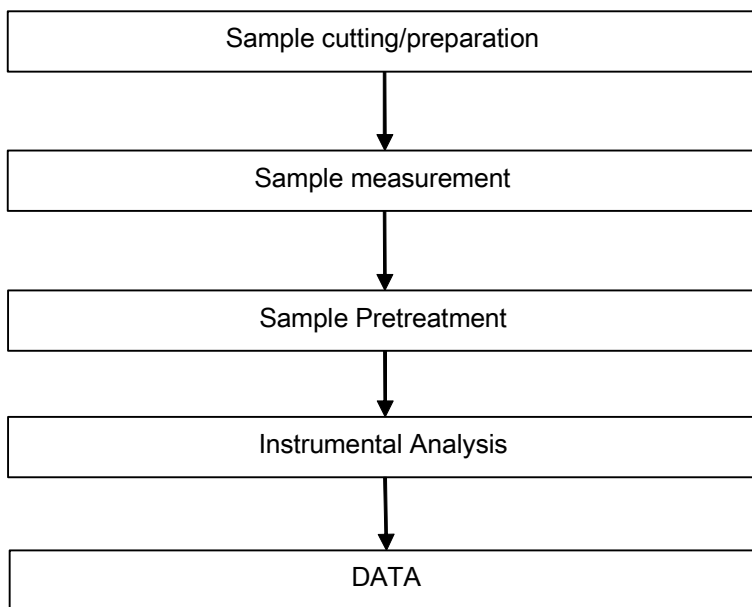 Sample cutting/preparation
Sample measurement
Sample Pretreatment
Instrumental Analysis
DATA